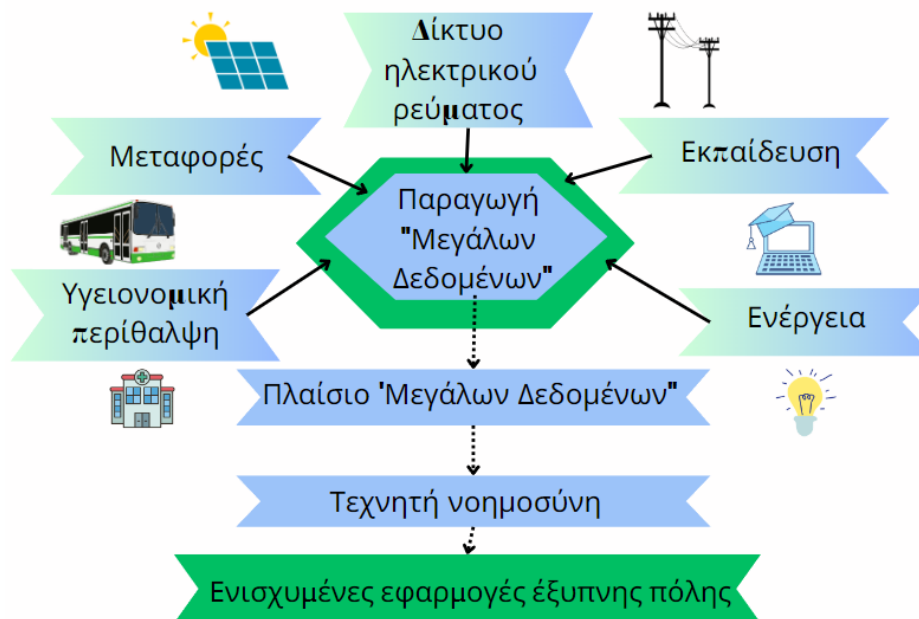 Δίκτυο
ηλεκτρικού
ρεύματος
Μεταφορές
Εκπαίδευση
Παραγωγή
"Μεγάλων
Δεδομένων"
Υγειονομική
περίθαλψη
Ενέργεια
Πλαίσιο 'Μεγάλων Δεδομένων"
Τεχνητή νοημοσύνη
Ενισχυμένες εφαρμογές έξυπνης πόλης